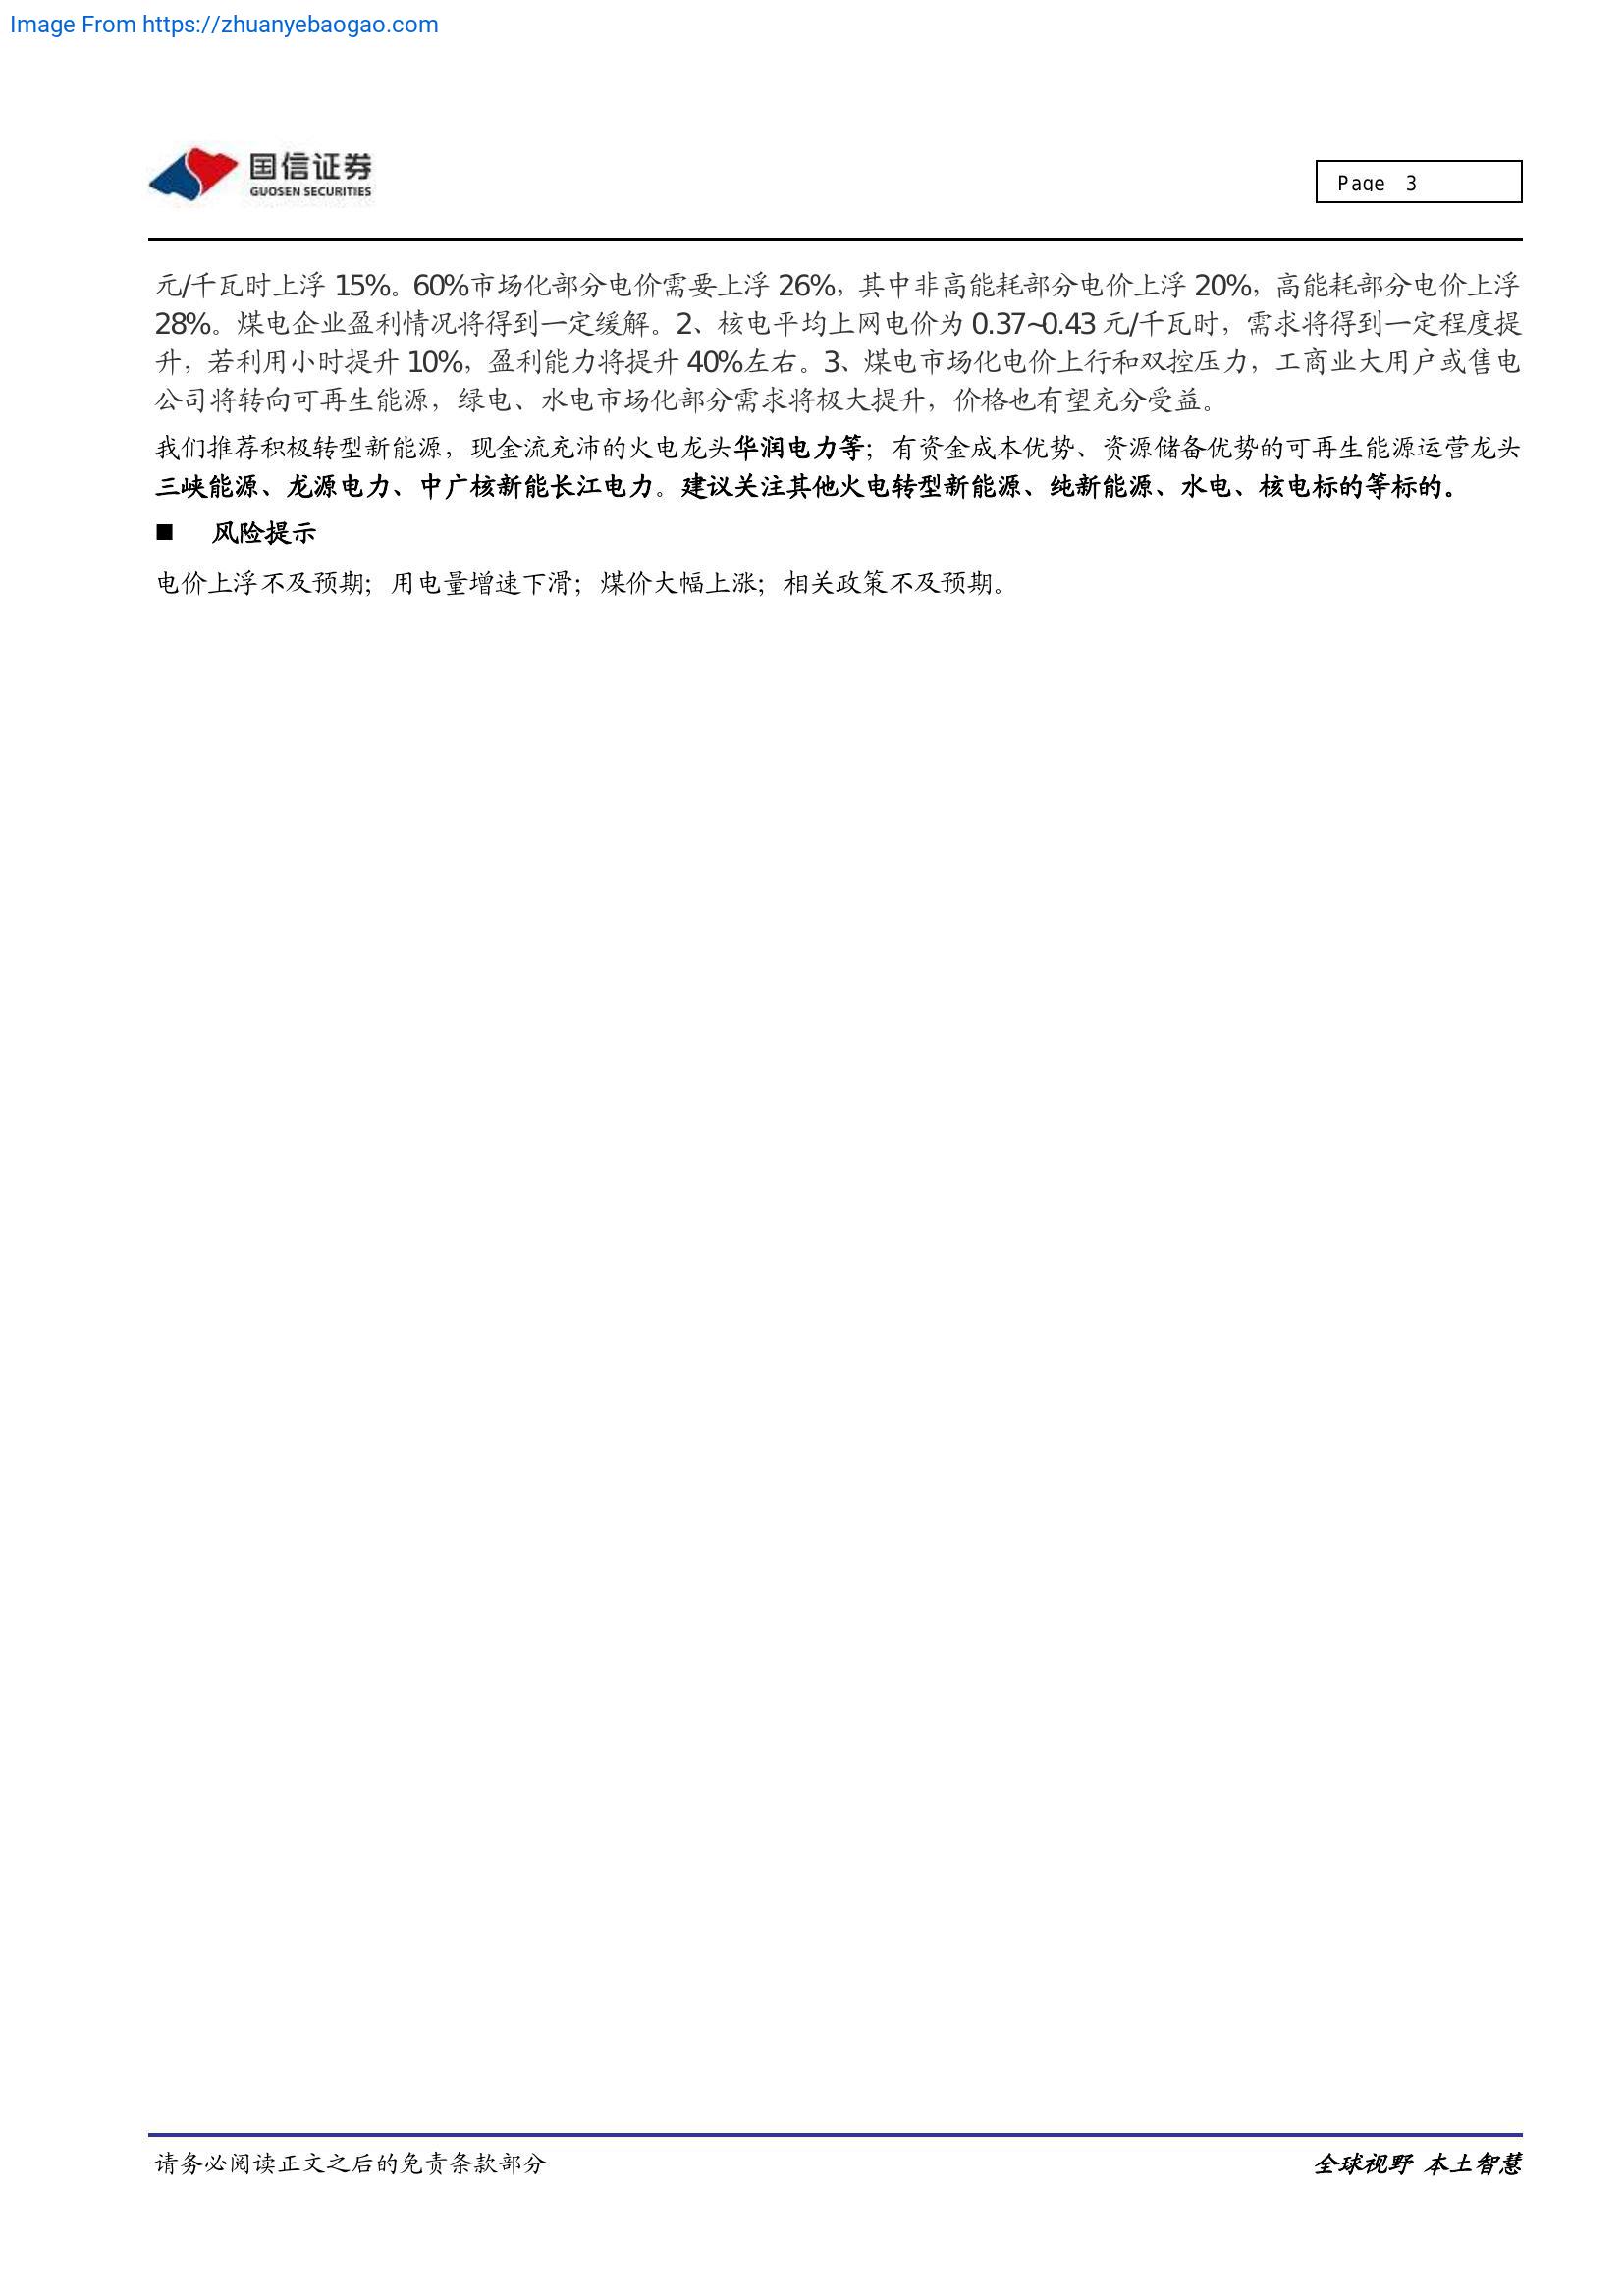 Image From https://zhuanyebaogao.com
国信证券
GUOSEN SECURITIES
Page 3
元/千瓦时上浮 15%。60%市场化部分电价需要上浮 26%，其中非高能耗部分电价上浮 20%，高能耗部分电价上浮
28%。煤电企业盈利情况将得到一定缓解。2、核电平均上网电价为 0.37~0.43 元/千瓦时，需求将得到一定程度提
升，若利用小时提升 10%，盈利能力将提升 40%左右。3、煤电市场化电价上行和双控压力，工商业大用户或售电
公司将转向可再生能源，绿电、水电市场化部分需求将极大提升，价格也有望充分受益。
我们推荐积极转型新能源，现金流充沛的火电龙头华润电力等；有资金成本优势、资源储备优势的可再生能源运营龙头
三峡能源、龙源电力、中广核新能长江电力。建议关注其他火电转型新能源、纯新能源、水电、核电标的等标的。
■ 风险提示
电价上浮不及预期；用电量增速下滑；煤价大幅上涨；相关政策不及预期。
请务必阅读正文之后的免责条款部分
全球视野 本土智慧